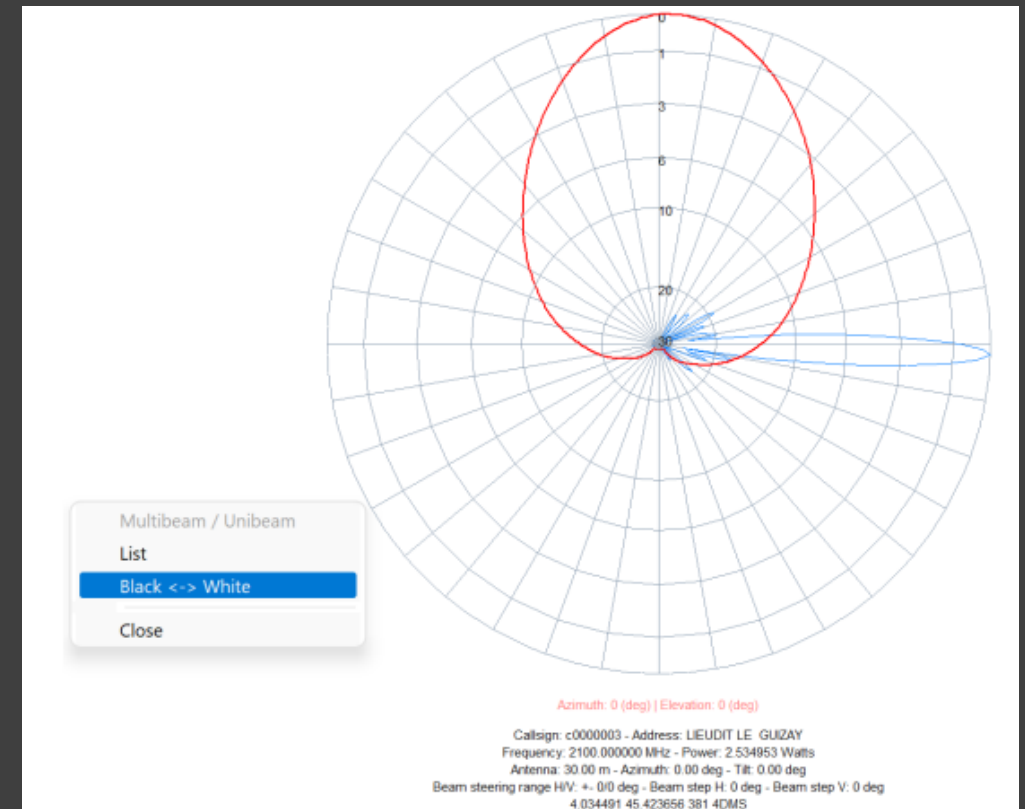 0
1
3
6
10
20
30
Multibeam / Unibeam
List
Black <-> White
Close
Azimuth: 0 (deg) | Elevation: 0 (deg)
Callsign: c0000003 - Address: LIEUDIT LE GUIZAY
Frequency: 2100.000000 MHz - Power: 2.534953 Watts
Antenna: 30.00 m - Azimuth: 0.00 deg - Tilt: 0.00 deg
Beam steering range H/V: +- 0/0 deg - Beam step H: 0 deg - Beam step V: 0 deg
4.034491 45.423656 381 4DMS